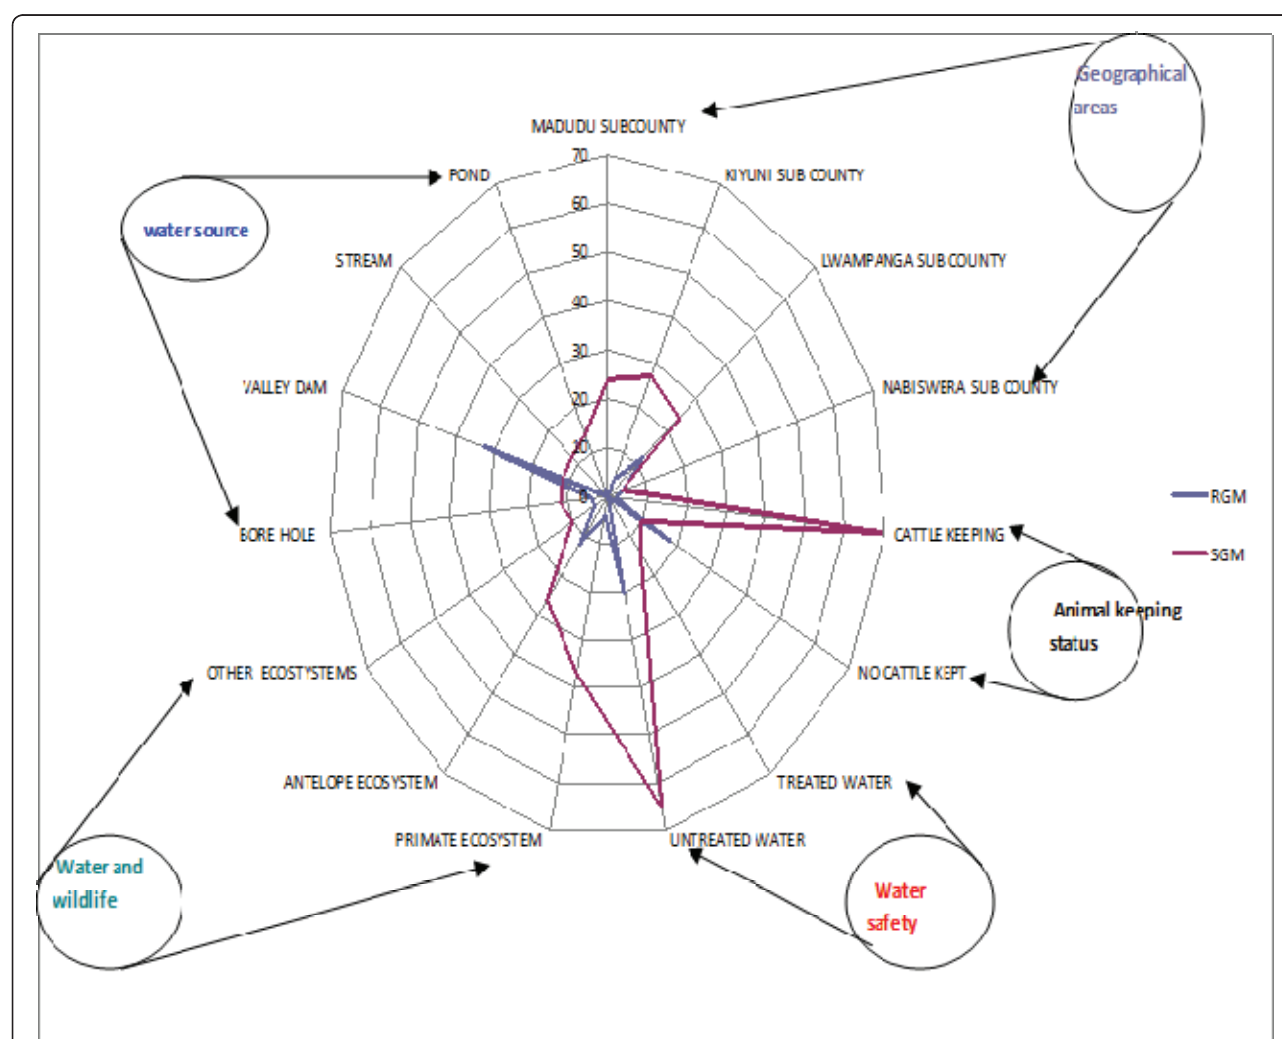 Geographical
areas
MADUDU SUBCOUNTY
70
POND
KIYUNI SUB COUNTY
60
water source
50
STREAM
LWAMPANGA SUB COUNTY
40
30
VALLEY DAM
NABISWERA SUB COUNTY
20
10
0
RGM
BORE HOLE
CATTLE KEEPING
SGM
Animal keeping
status
OTHER ECOSTYSTEMS
NO CATTLE KEPT
ANTELOPE ECOSYSTEM
TREATED WATER
PRIMATE ECOSYSTEM
UNTREATED WATER
Water and
wildlife
Water
safety